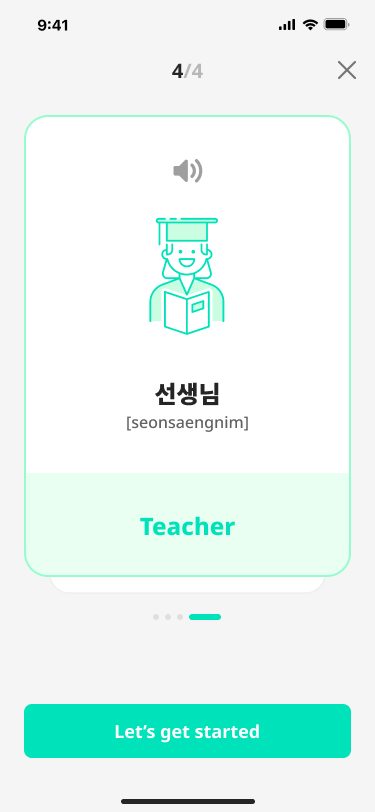 9:41
4/4
선생님
[seonsaengnim]
Teacher
Let’s get started